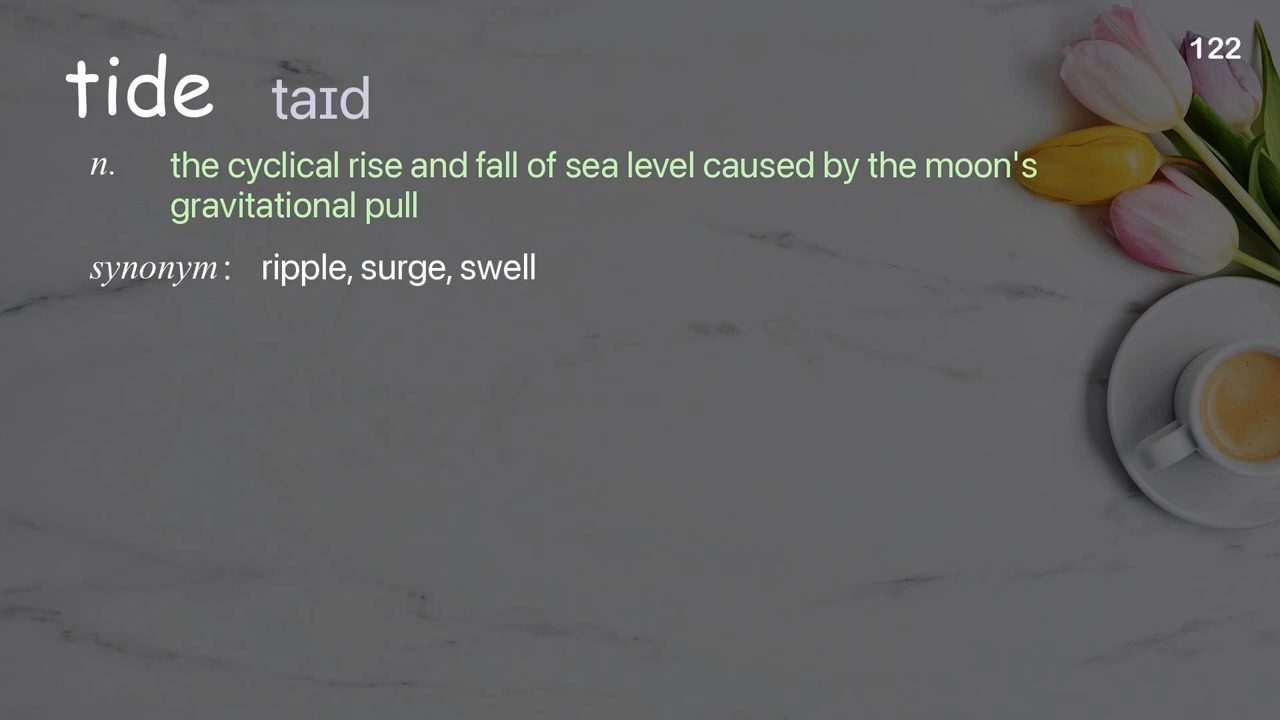 122
tide taɪd
n. the cyclical rise and fall of sea level caused by the moon's
gravitational pull
synonym: ripple, surge, swell